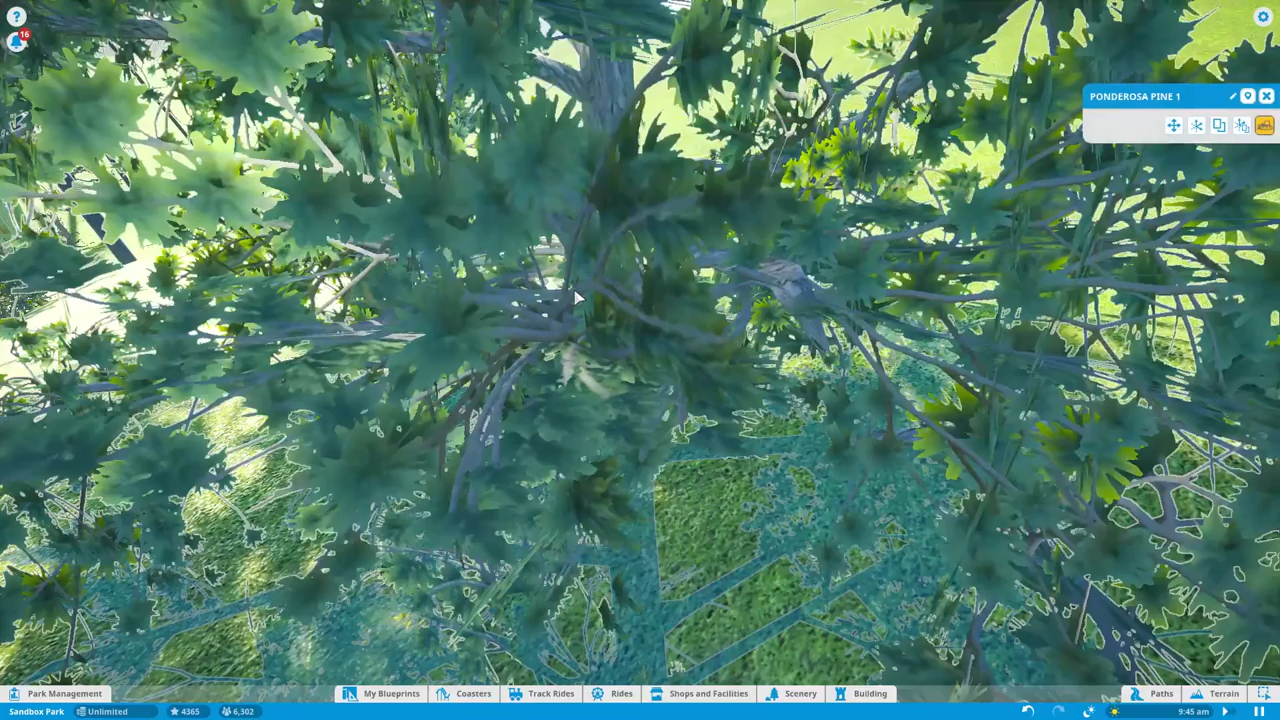 ?
16
PONDEROSA PINE 1
Park Management
My Blueprints
Coasters
Track Rides
Rides
Shops and Facilities
Scenery
Building
Paths
Terrain
Sandbox Park
Unlimited
4365
6,302
9:45 am